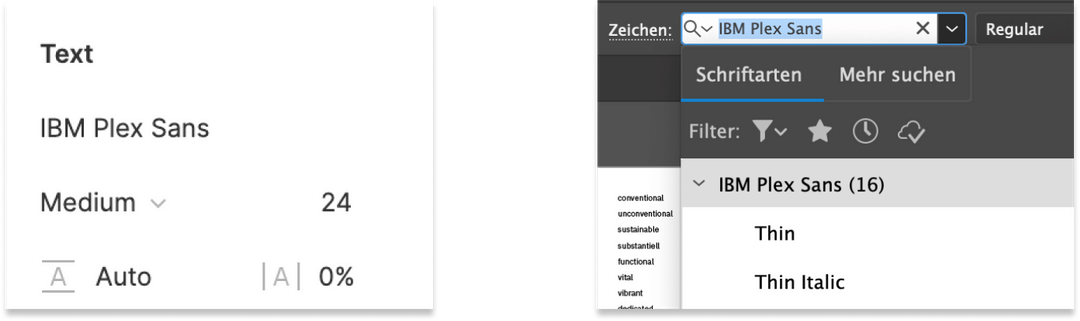 Text
IBM Plex Sans
Medium 24
A Auto |A| 0%
Zeichen: IBM Plex Sans Regular
Schriftarten Mehr suchen
Filter:
IBM Plex Sans (16)
Thin
Thin Italic
conventional
unconventional
sustainable
substantiell
functional
vital
vibrant
dedicated